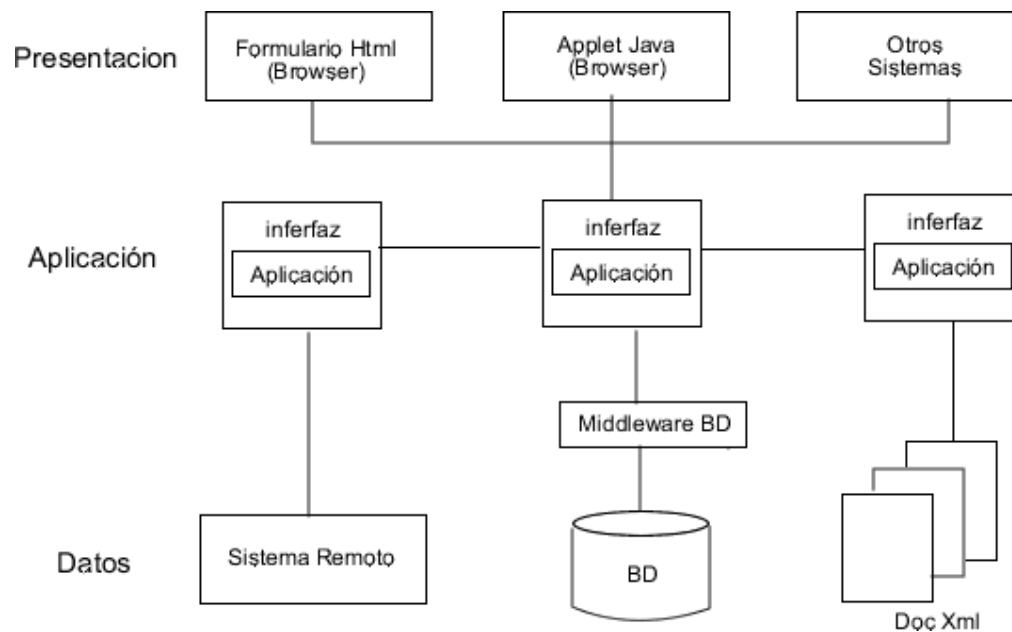 Presentacion
Formulario Html
(Browser)
Applet Java
(Browser)
Otros
Sistemas
Aplicación
inferfaz
Aplicación
inferfaz
Aplicación
inferfaz
Aplicación
Middleware BD
Datos
Sistema Remoto
BD
Doc Xml